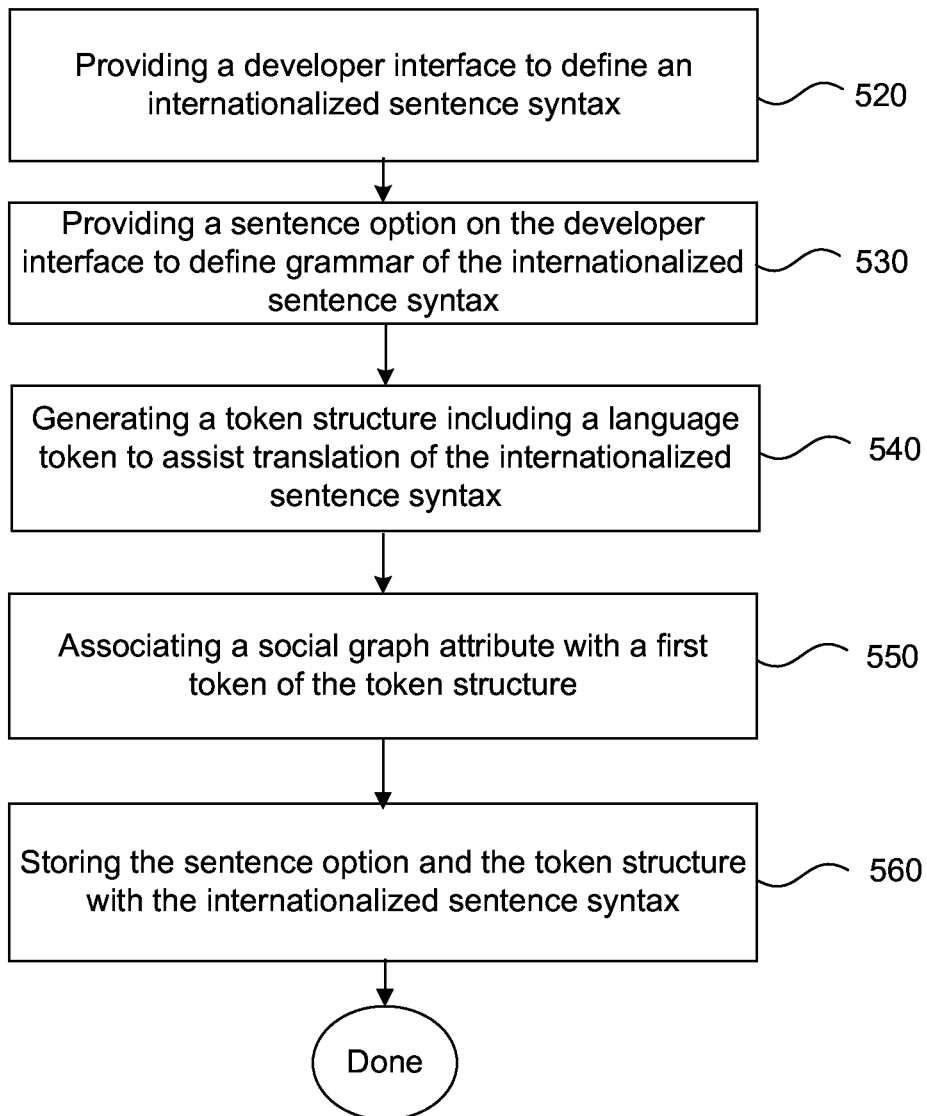 Providing a developer interface to define an
internationalized sentence syntax
520
Providing a sentence option on the developer
interface to define grammar of the internationalized
sentence syntax
530
Generating a token structure including a language
token to assist translation of the internationalized
sentence syntax
540
Associating a social graph attribute with a first
token of the token structure
550
Storing the sentence option and the token structure
with the internationalized sentence syntax
560
Done